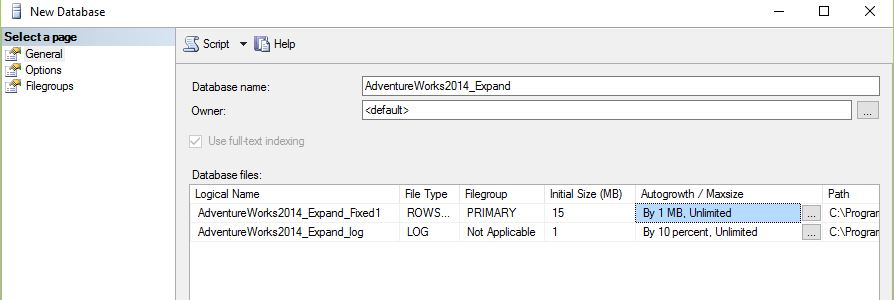 New Database
Select a page
General
Options
Filegroups
Script Help
Database name: AdventureWorks2014_Expand
Owner: <default> ...
Use full-text indexing
Database files:
Logical Name File Type Filegroup Initial Size (MB) Autogrowth / Maxsize Path
AdventureWorks2014_Expand_Fixed1 ROWS... PRIMARY 15 By 1 MB, Unlimited ... C:\Program
AdventureWorks2014_Expand_log LOG Not Applicable 1 By 10 percent, Unlimited ... C:\Program